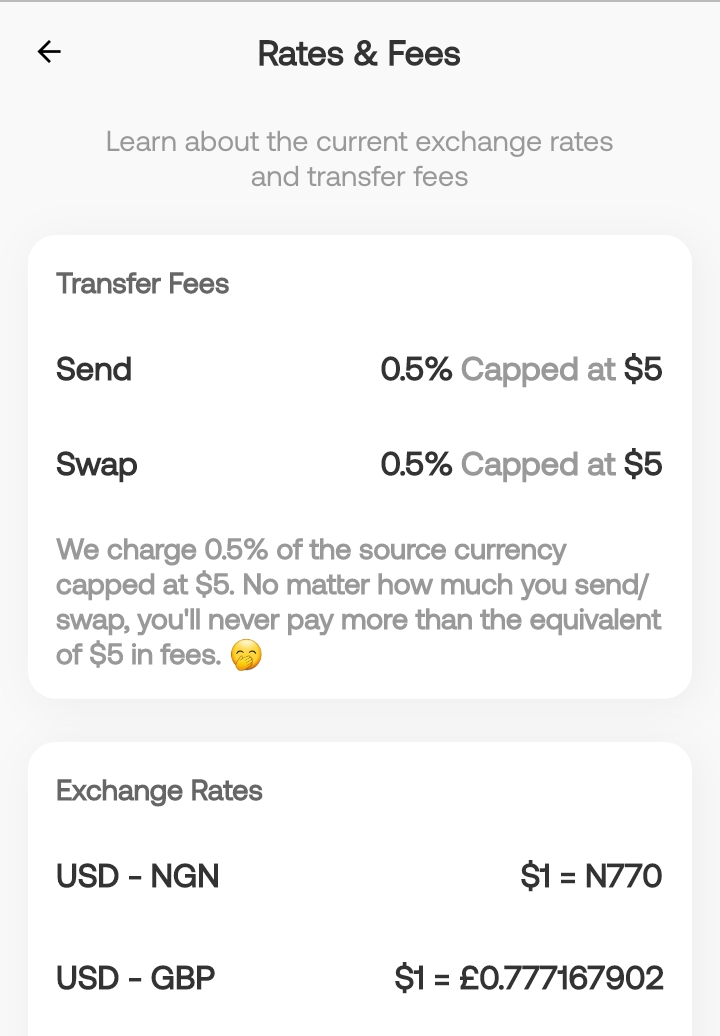 Rates & Fees
Learn about the current exchange rates
and transfer fees
Transfer Fees
Send 0.5% Capped at $5
Swap 0.5% Capped at $5
We charge 0.5% of the source currency
capped at $5. No matter how much you send/
swap, you'll never pay more than the equivalent
of $5 in fees. 🤭
Exchange Rates
USD - NGN $1 = N770
USD - GBP $1 = £0.777167902